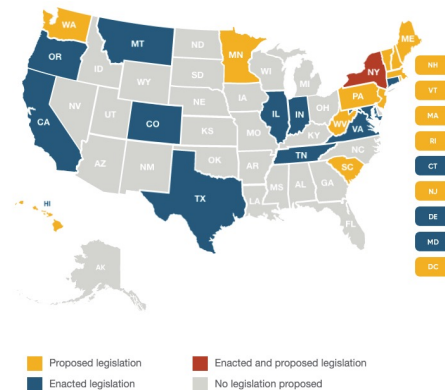 WA
MT
ND
MN
ME
OR
ID
SD
WI
NY
NH
WY
MI
VT
NE
IA
PA
MA
NV
IL
IN
OH
RI
UT
CO
WV
VA
CT
CA
KS
MO
KY
NJ
TN
NC
AZ
NM
OK
AR
SC
DE
TX
MS
AL
GA
MD
LA
DC
HI
FL
AK
Proposed legislation
Enacted and proposed legislation
Enacted legislation
No legislation proposed